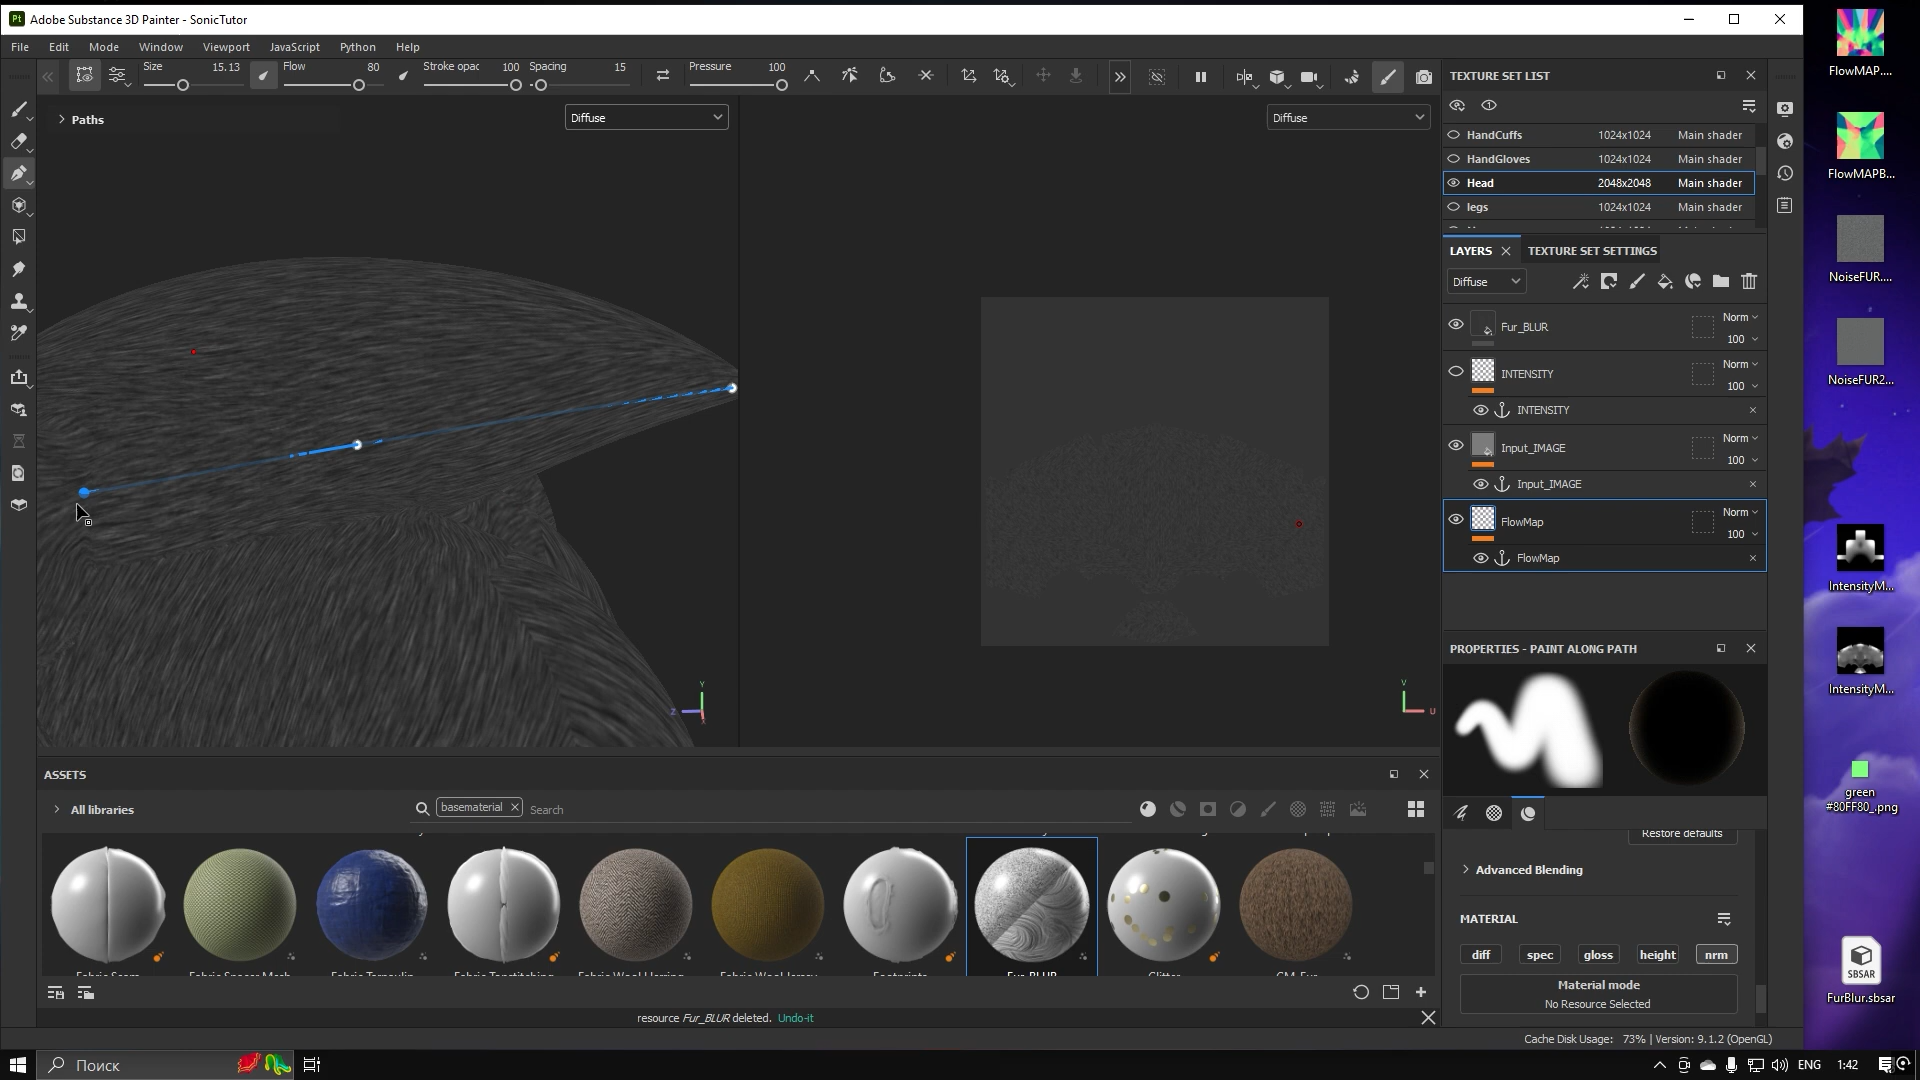 Adobe Substance 3D Painter - SonicTutor
File Edit Mode Window Viewport JavaScript Python Help
Size 15.13 Flow 80 Stroke opac 100 Spacing 15 Pressure 100
Paths
Diffuse
Diffuse
TEXTURE SET LIST
HandCuffs 1024x1024 Main shader
HandGloves 1024x1024 Main shader
Head 2048x2048 Main shader
legs 1024x1024 Main shader
LAYERS TEXTURE SET SETTINGS
Diffuse
Fur_BLUR Norm 100
INTENSITY Norm 100
INTENSITY
Input_IMAGE Norm 100
Input_IMAGE
FlowMap Norm 100
FlowMap
PROPERTIES - PAINT ALONG PATH
Restore defaults
Advanced Blending
MATERIAL
diff spec gloss height nrm
Material mode
No Resource Selected
Y
Z
X
V
U
ASSETS
All libraries
basematerial Search
Fur_BLUR
Glitter
resource Fur_BLUR deleted. Undo-it
Cache Disk Usage: 73% | Version: 9.1.2 (OpenGL)
FlowMAP....
FlowMAPB...
NoiseFUR....
NoiseFUR2...
IntensityM...
IntensityM...
green
#80FF80_.png
SBSAR
FurBlur.sbsar
Поиск
ENG 1:42